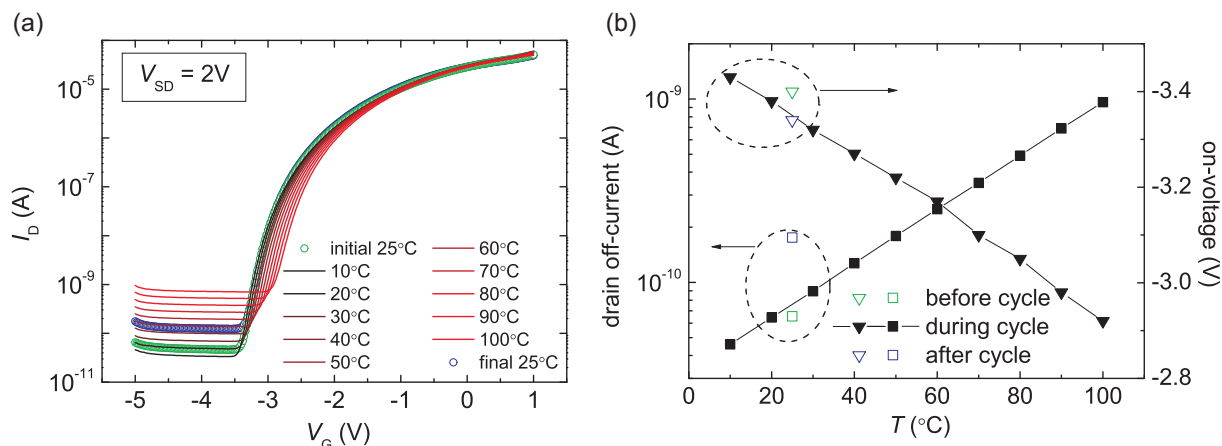 (a)
V_SD = 2V
I_D (A)
10^-5
10^-7
10^-9
10^-11
initial 25°C
10°C
20°C
30°C
40°C
50°C
60°C
70°C
80°C
90°C
100°C
final 25°C
-5 -4 -3 -2 -1 0 1
V_G (V)
(b)
drain off-current (A)
10^-9
10^-10
before cycle
during cycle
after cycle
-3.4
-3.2
-3.0
-2.8
on-voltage (V)
0 20 40 60 80 100
T (°C)